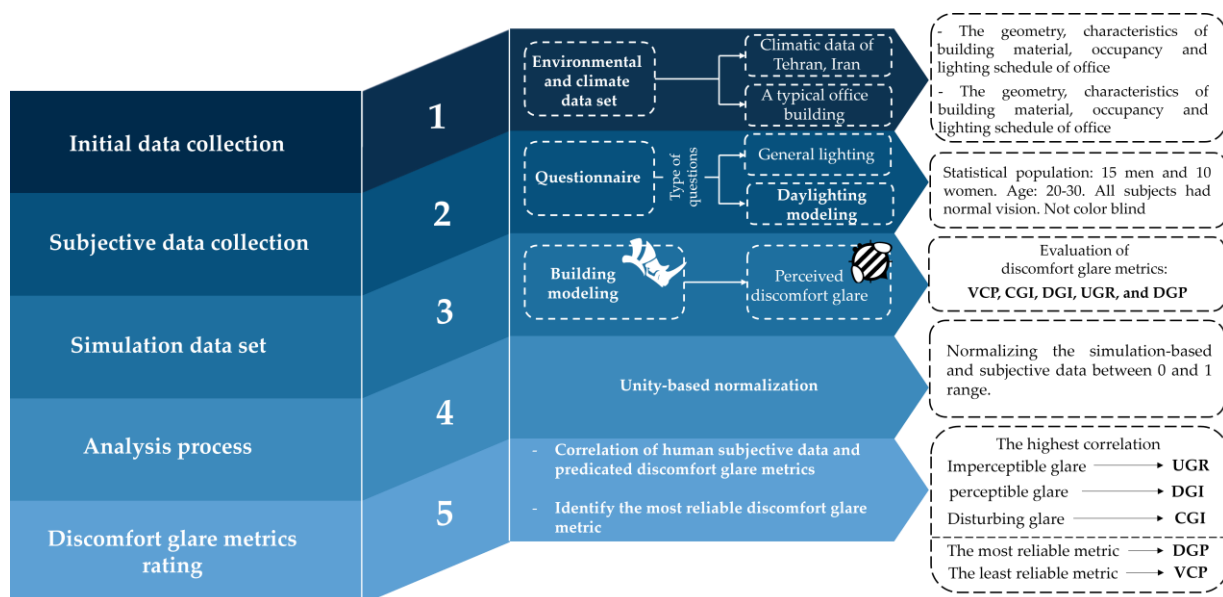 Initial data collection
Subjective data collection
Simulation data set
Analysis process
Discomfort glare metrics
rating
1
2
3
4
5
Environmental
and climate
data set
Climatic data of
Tehran, Iran
A typical office
building
Questionnaire
Type of
questions
General lighting
Daylighting
modeling
Building
modeling
Perceived
discomfort glare
Unity-based normalization
- Correlation of human subjective data and
predicated discomfort glare metrics
- Identify the most reliable discomfort glare
metric
- The geometry, characteristics of
building material, occupancy and
lighting schedule of office
- The geometry, characteristics of
building material, occupancy and
lighting schedule of office
Statistical population: 15 men and 10
women. Age: 20-30. All subjects had
normal vision. Not color blind
Evaluation of
discomfort glare metrics:
VCP, CGI, DGI, UGR, and DGP
Normalizing the simulation-based
and subjective data between 0 and 1
range.
The highest correlation
Imperceptible glare UGR
perceptible glare DGI
Disturbing glare CGI
The most reliable metric DGP
The least reliable metric VCP